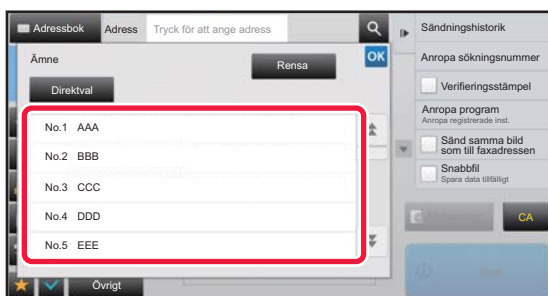 Adressbok
Adress
Tryck för att ange adress
Sändningshistorik
Ämne
Rensa
OK
Anropa sökningsnummer
Direktval
Verifieringsstämpel
No.1 AAA
Anropa program
Anropa registrerade inst.
No.2 BBB
Sänd samma bild
som till faxadressen
No.3 CCC
Snabbfil
Spara data tillfälligt
No.4 DDD
CA
No.5 EEE
Start
Övrigt